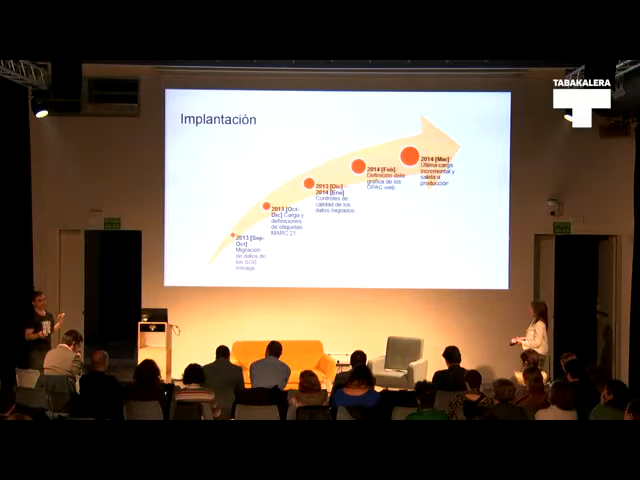 TABAKALERA
Implantación
2014 [Mar]
Última carga
incremental y
salida a
producción
2014 [Feb]
Definición de la
gráfica de los
OPAC web
2013 [Dic]-
2014 [Ene]
Controles de
calidad de los
datos migrados
2013 [Oct-
Dic] Carga y
definiciones
de etiquetas
MARC 21
2013 [Sep-
Oct]
Migración
de datos de
los SIGB